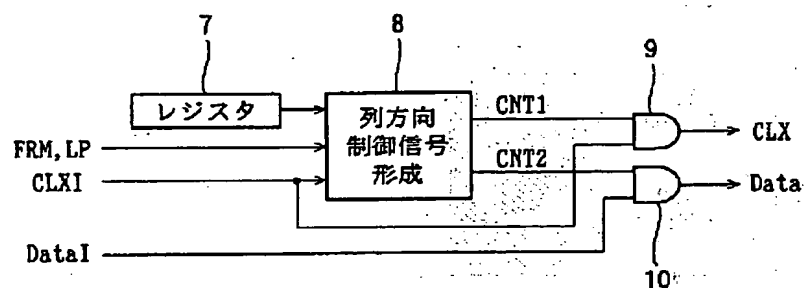 7
8
9
レジスタ
列方向
制御信号
形成
CNT1
CNT2
CLX
FRM, LP
CLXI
Data
DataI
10